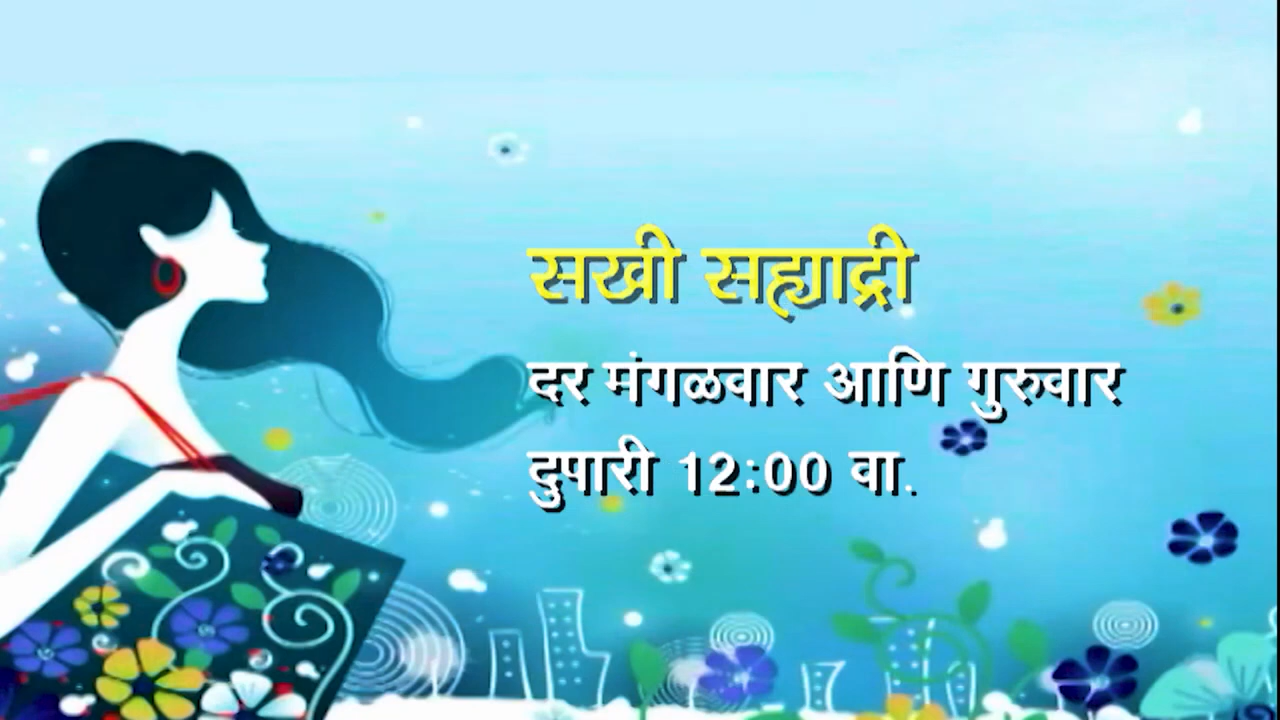 सखी सह्याद्री
दर मंगळवार आणि गुरुवार
दुपारी 12:00 वा.